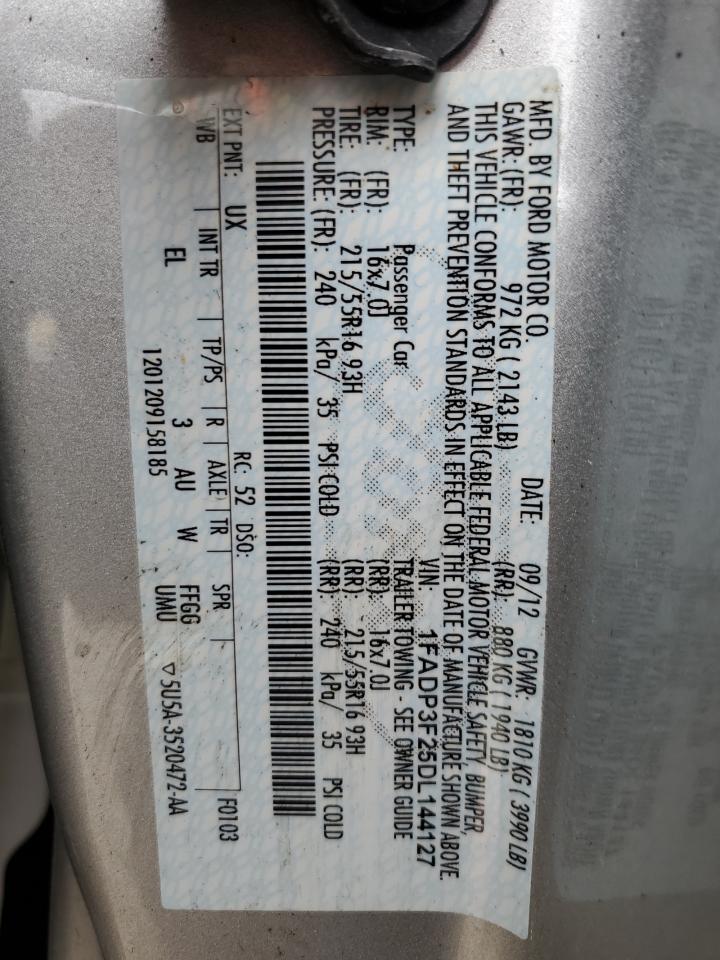 MFD. BY FORD MOTOR CO.
DATE: 09/12 GVWR: 1810 KG ( 3990 LB)
GAWR: (FR): 972 KG ( 2143 LB) (RR): 880 KG ( 1940 LB)
THIS VEHICLE CONFORMS TO ALL APPLICABLE FEDERAL MOTOR VEHICLE SAFETY, BUMPER,
AND THEFT PREVENTION STANDARDS IN EFFECT ON THE DATE OF MANUFACTURE SHOWN ABOVE.
VIN: 1FADP3F25DL144127
TYPE: Passenger Car TRAILER TOWING - SEE OWNER GUIDE
RIM: (FR): 16x7.0J (RR): 16x7.0J
TIRE: (FR): 215/55R16 93H (RR): 215/55R16 93H
PRESSURE: (FR): 240 kPa/ 35 PSI COLD (RR): 240 kPa/ 35 PSI COLD
EXT PNT: UX RC: 52 DSO: F0103
WB INT TR TP/PS R AXLE TR SPR
EL 3 AU W FFGG
UMU
1201209158185 ▽5U5A-3520472-AA